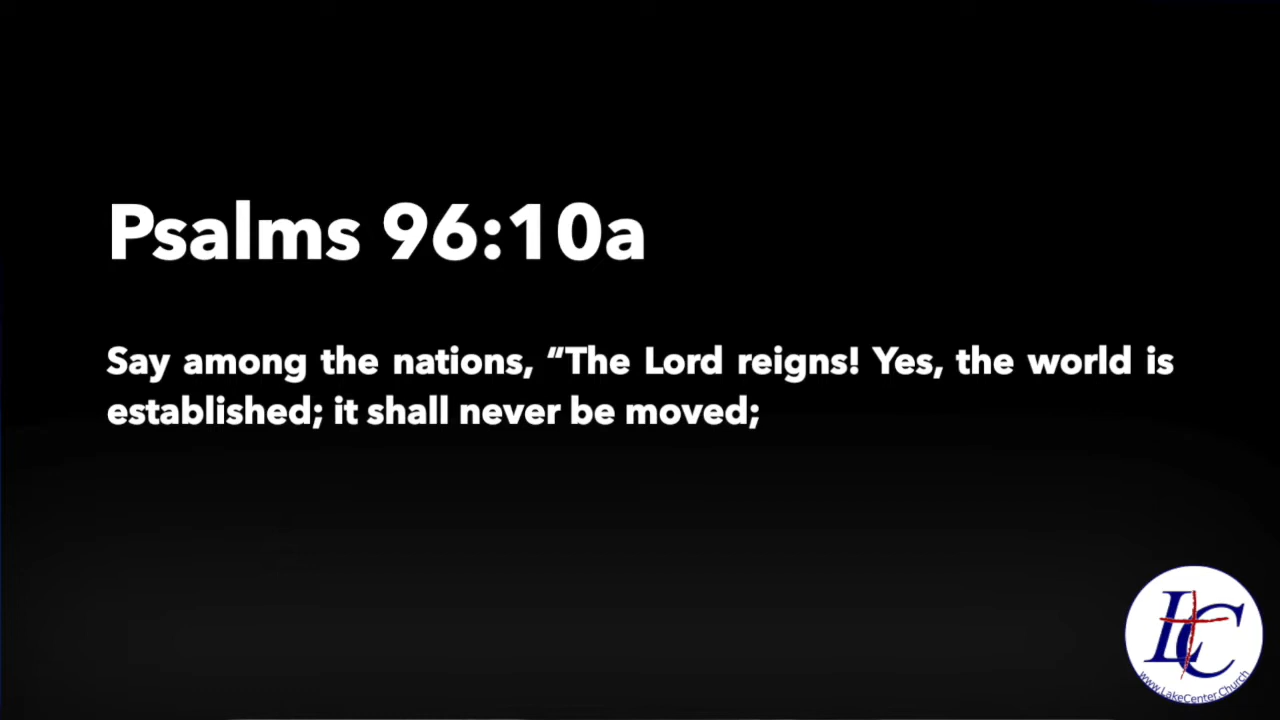 Psalms 96:10a
Say among the nations, “The Lord reigns! Yes, the world is
established; it shall never be moved;
LC
www.LakeCenter.Church